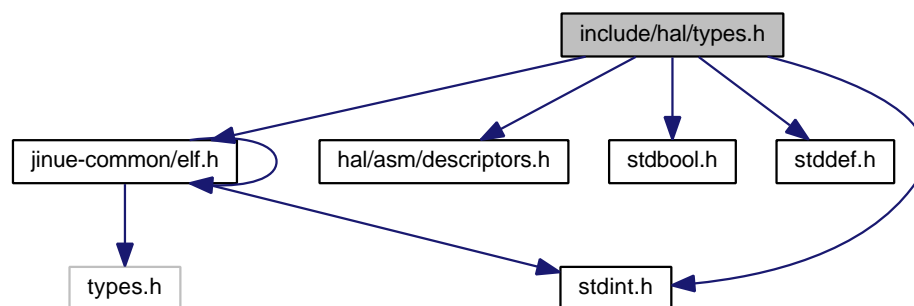 include/hal/types.h
jinue-common/elf.h
hal/asm/descriptors.h
stdbool.h
stddef.h
types.h
stdint.h